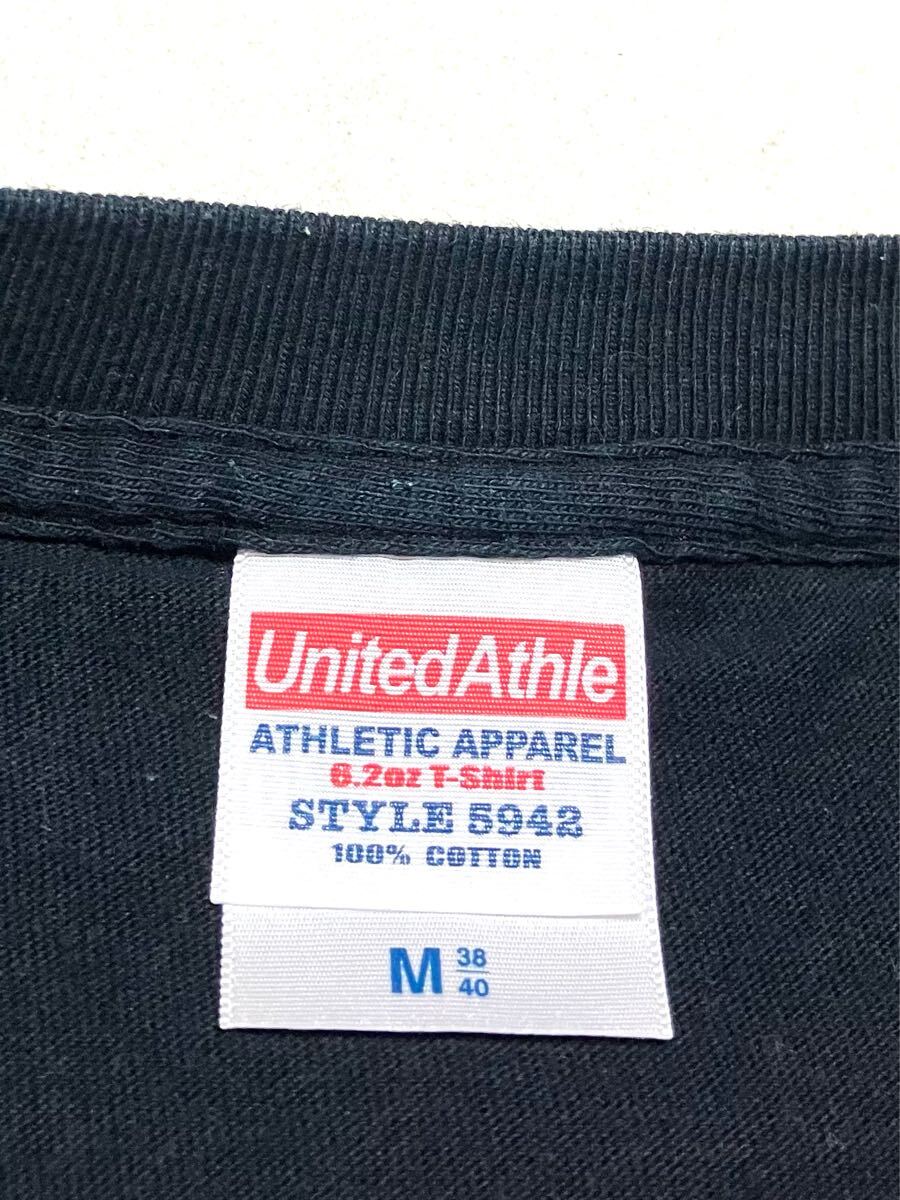 UnitedAthle
ATHLETIC APPAREL
6.2oz T-Shirt
STYLE 5942
100% COTTON
M 38/40